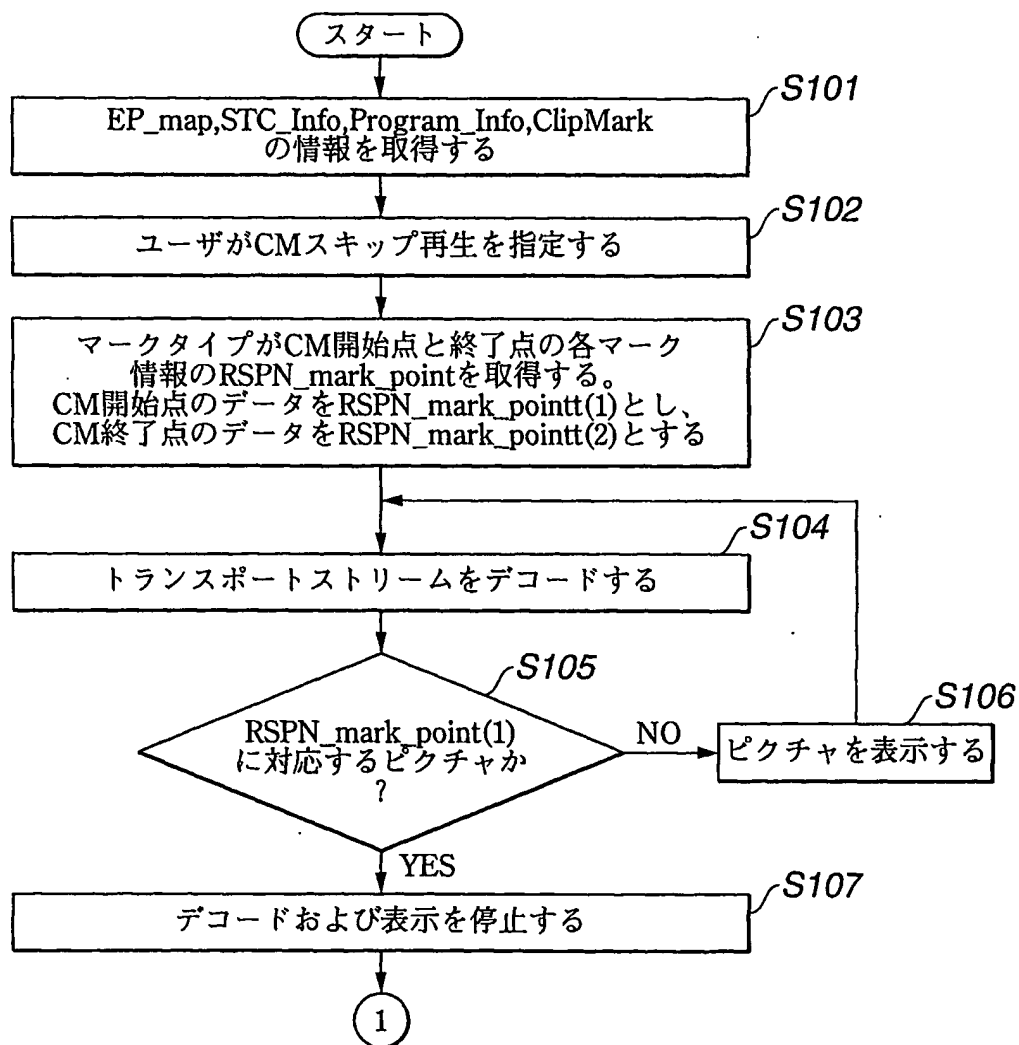 スタート
S101
EP_map,STC_Info,Program_Info,ClipMark
の情報を取得する
S102
ユーザがCMスキップ再生を指定する
S103
マークタイプがCM開始点と終了点の各マーク
情報のRSPN_mark_pointを取得する。
CM開始点のデータをRSPN_mark_pointt(1)とし、
CM終了点のデータをRSPN_mark_pointt(2)とする
S104
トランスポートストリームをデコードする
S105
RSPN_mark_point(1)
に対応するピクチャか
?
NO
S106
ピクチャを表示する
YES
S107
デコードおよび表示を停止する
1